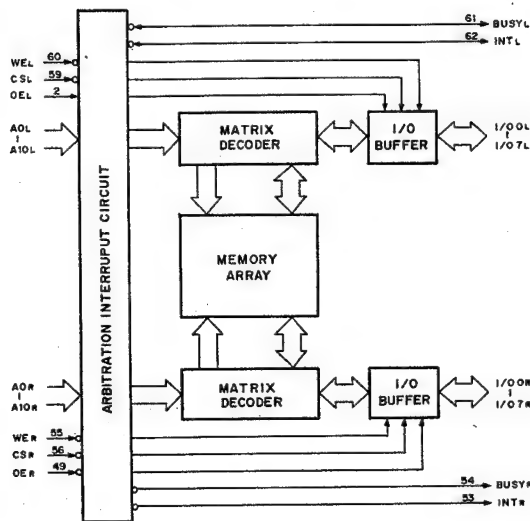 61 BUSYL
62 INTL
WEL 60
CSL 59
OEL 2
A0L
A10L
MATRIX
DECODER
I/O
BUFFER
I/O0L
I/O7L
ARBITRATION INTERRUPUT CIRCUIT
MEMORY
ARRAY
A0R
A10R
MATRIX
DECODER
I/O
BUFFER
I/O0R
I/O7R
WER 55
CSR 56
OER 49
54 BUSYR
53 INTR